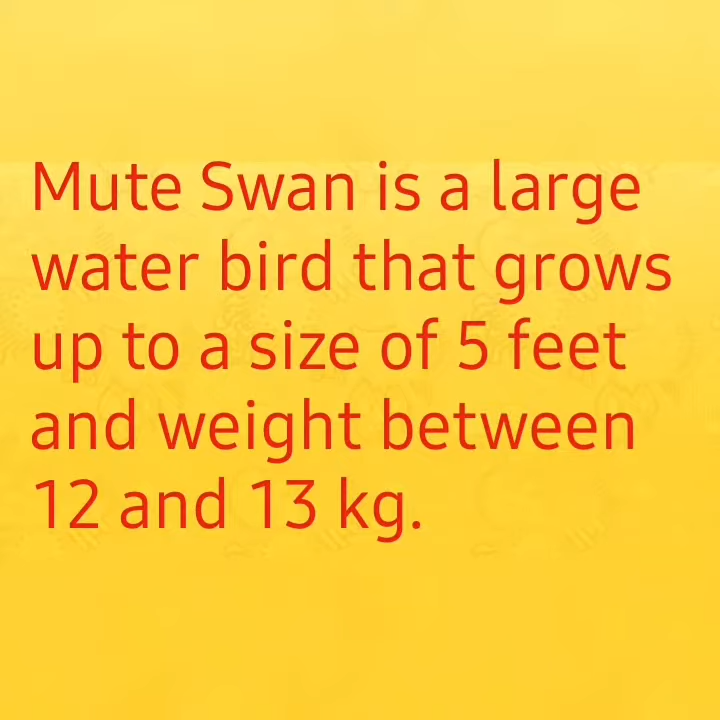 Mute Swan is a large
water bird that grows
up to a size of 5 feet
and weight between
12 and 13 kg.